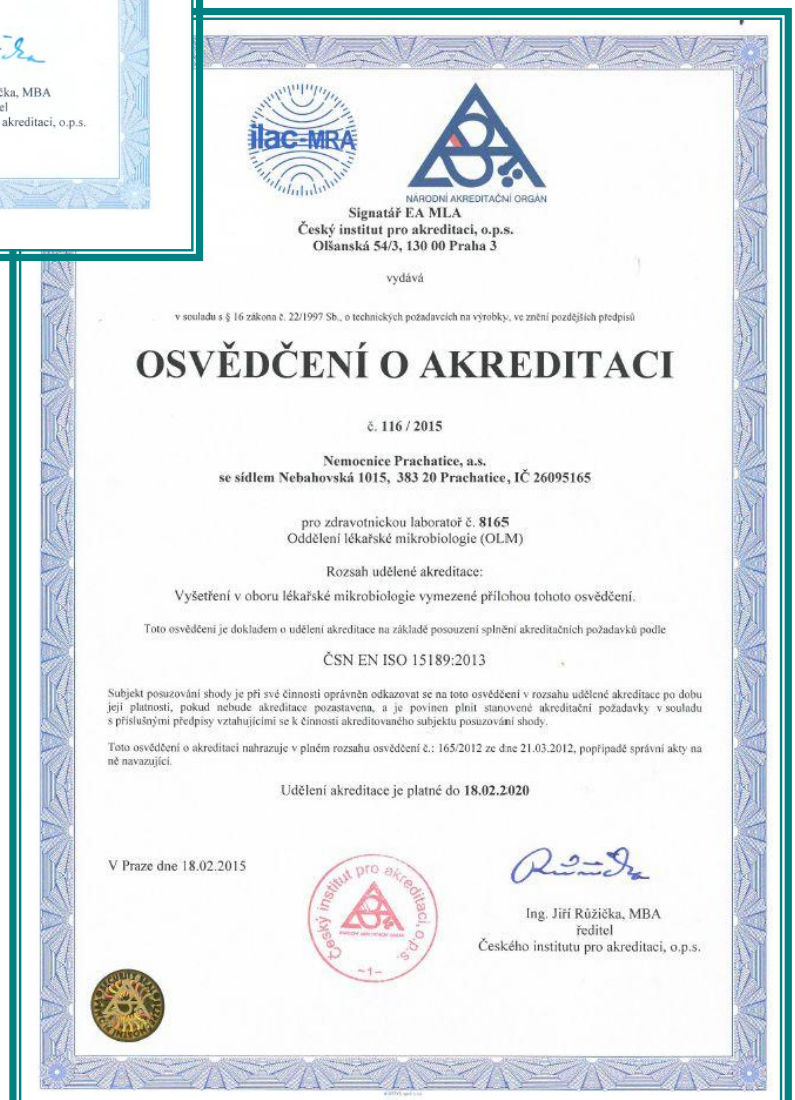 čka, MBA
el
akreditaci, o.p.s.
ilac-MRA
NÁRODNÍ AKREDITAČNÍ ORGÁN
Signatář EA MLA
Český institut pro akreditaci, o.p.s.
Olšanská 54/3, 130 00 Praha 3
vydává
v souladu s § 16 zákona č. 22/1997 Sb., o technických požadavcích na výrobky, ve znění pozdějších předpisů
OSVĚDČENÍ O AKREDITACI
č. 116 / 2015
Nemocnice Prachatice, a.s.
se sídlem Nebahovská 1015, 383 20 Prachatice, IČ 26095165
pro zdravotnickou laboratoř č. 8165
Oddělení lékařské mikrobiologie (OLM)
Rozsah udělené akreditace:
Vyšetření v oboru lékařské mikrobiologie vymezené přílohou tohoto osvědčení.
Toto osvědčení je dokladem o udělení akreditace na základě posouzení splnění akreditačních požadavků podle
ČSN EN ISO 15189:2013
Subjekt posuzování shody je při své činnosti oprávněn odkazovat se na toto osvědčení v rozsahu udělené akreditace po dobu
její platnosti, pokud nebude akreditace pozastavena, a je povinen plnit stanovené akreditační požadavky v souladu
s příslušnými předpisy vztahujícími se k činnosti akreditovaného subjektu posuzování shody.
Toto osvědčení o akreditaci nahrazuje v plném rozsahu osvědčení č.: 165/2012 ze dne 21.03.2012, popřípadě správní akty na
ně navazující.
Udělení akreditace je platné do 18.02.2020
V Praze dne 18.02.2015
Český institut pro akreditaci, o.p.s.
-1-
Ing. Jiří Růžička, MBA
ředitel
Českého institutu pro akreditaci, o.p.s.